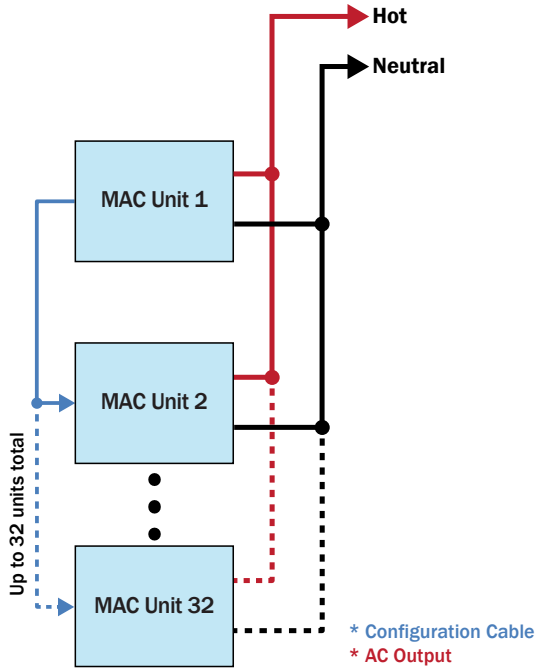 Hot
Neutral
MAC Unit 1
MAC Unit 2
Up to 32 units total
MAC Unit 32
* Configuration Cable
* AC Output